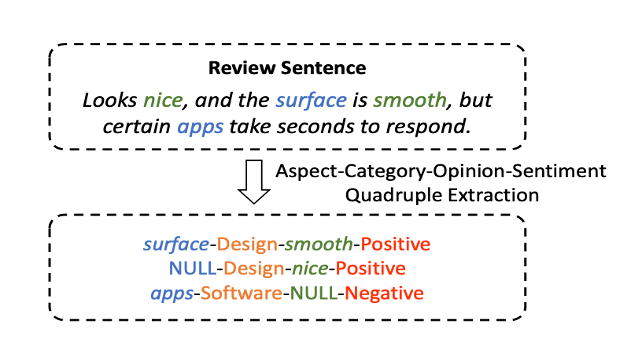 Review Sentence
Looks nice, and the surface is smooth, but
certain apps take seconds to respond.
Aspect-Category-Opinion-Sentiment
Quadruple Extraction
surface-Design-smooth-Positive
NULL-Design-nice-Positive
apps-Software-NULL-Negative